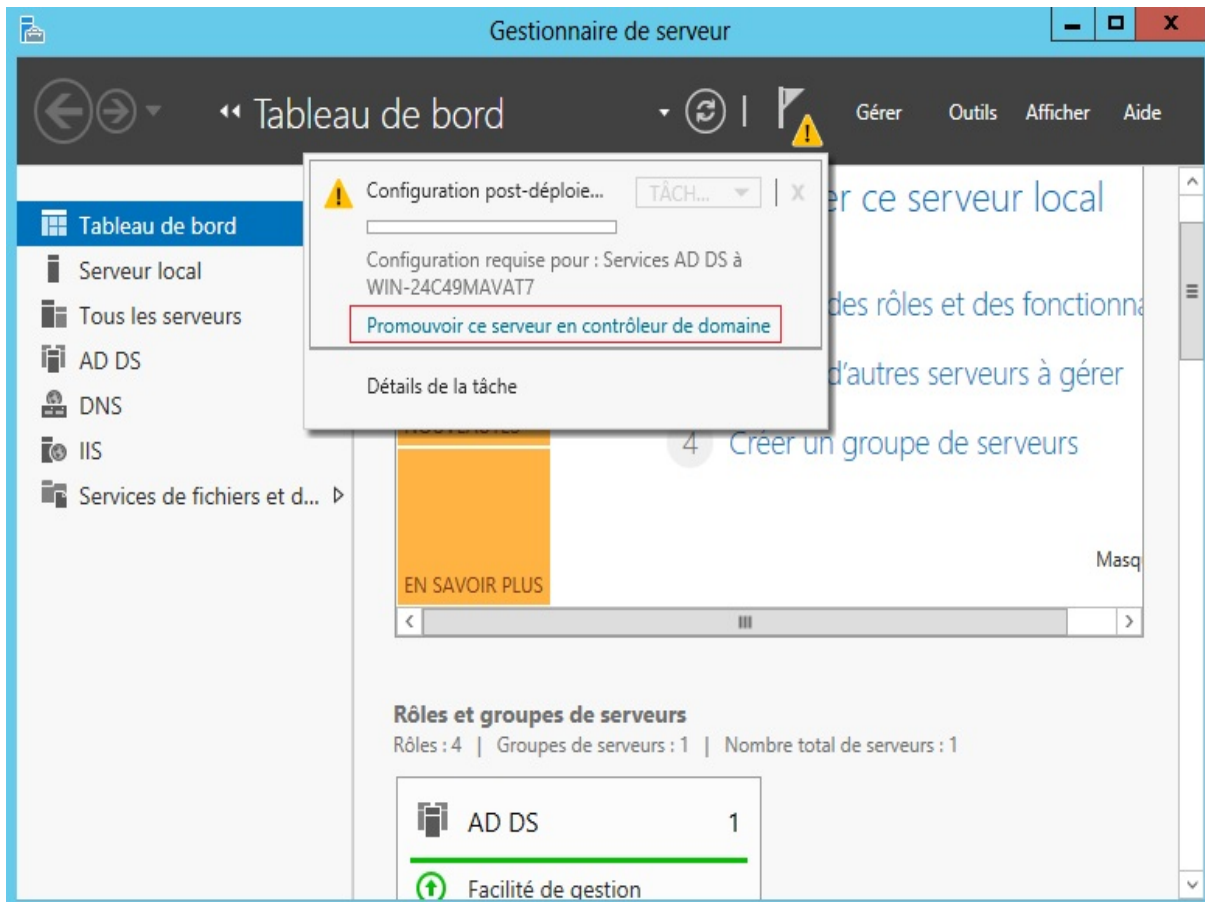 Gestionnaire de serveur
Tableau de bord
Gérer Outils Afficher Aide
Tableau de bord
Serveur local
Tous les serveurs
AD DS
DNS
IIS
Services de fichiers et d...
Configuration post-déploie...
TÂCH...
X
Configuration requise pour : Services AD DS à
WIN-24C49MAVAT7
Promouvoir ce serveur en contrôleur de domaine
Détails de la tâche
er ce serveur local
des rôles et des fonctionna
d'autres serveurs à gérer
4 Créer un groupe de serveurs
EN SAVOIR PLUS
Masq
Rôles et groupes de serveurs
Rôles : 4 | Groupes de serveurs : 1 | Nombre total de serveurs : 1
AD DS 1
Facilité de gestion